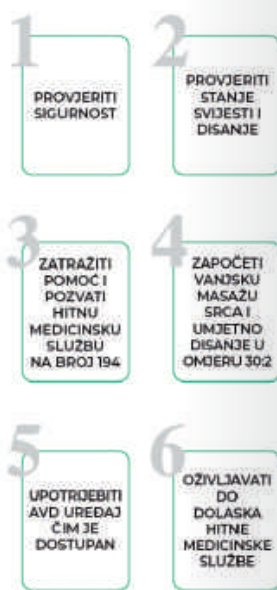 1
PROVJERITI
SIGURNOST
2
PROVJERITI
STANJE
SVIJESTI I
DISANJE
3
ZATRAŽITI
POMOĆ I
POZVATI
HITNU
MEDICINSKU
SLUŽBU
NA BROJ 194
4
ZAPOČETI
VANJSKU
MASAŽU
SRCA I
UMJETNO
DISANJE U
OMJERU 30:2
5
UPOTRIJEBITI
AVD UREĐAJ
ČIM JE
DOSTUPAN
6
OŽIVLJAVATI
DO
DOLASKA
HITNE
MEDICINSKE
SLUŽBE